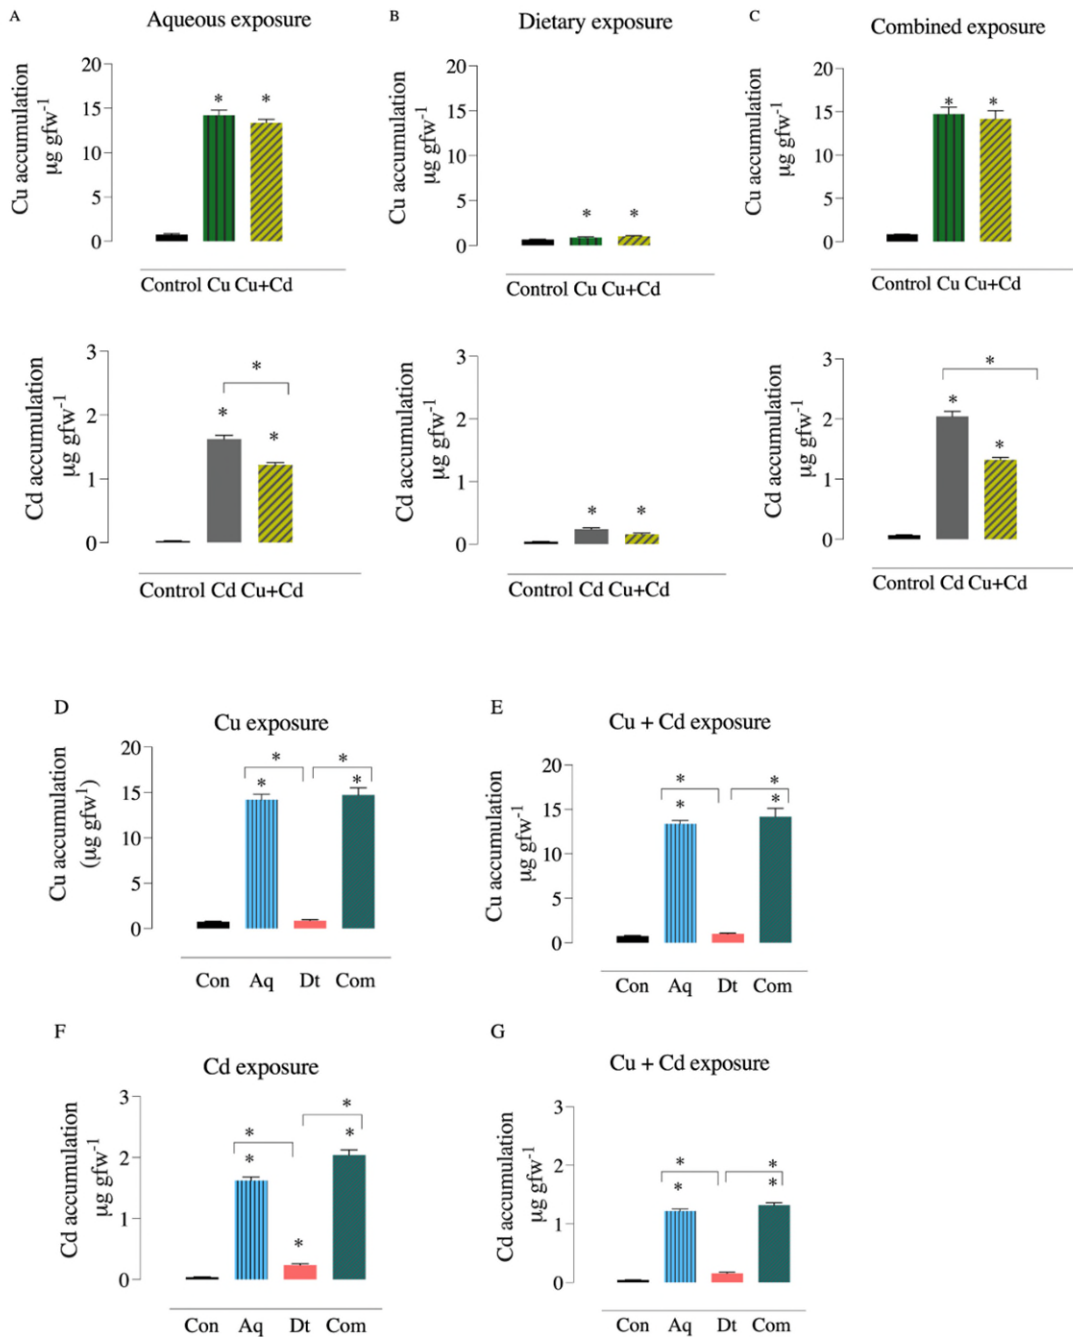 A
Aqueous exposure
Cu accumulation
µg gfw-1
20
15
10
5
0
* *
Control Cu Cu+Cd
B
Dietary exposure
Cu accumulation
µg gfw-1
20
15
10
5
0
* *
Control Cu Cu+Cd
C
Combined exposure
Cu accumulation
µg gfw-1
20
15
10
5
0
* *
Control Cu Cu+Cd
Cd accumulation
µg gfw-1
3
2
1
0
*
* *
Control Cd Cu+Cd
Cd accumulation
µg gfw-1
3
2
1
0
* *
Control Cd Cu+Cd
Cd accumulation
µg gfw-1
3
2
1
0
*
* *
Control Cd Cu+Cd
D
Cu exposure
Cu accumulation
(µg gfw1)
20
15
10
5
0
* *
* *
Con Aq Dt Com
E
Cu + Cd exposure
Cu accumulation
µg gfw-1
20
15
10
5
0
* *
* *
Con Aq Dt Com
F
Cd exposure
Cd accumulation
µg gfw-1
3
2
1
0
* *
* * *
Con Aq Dt Com
G
Cu + Cd exposure
Cd accumulation
µg gfw-1
3
2
1
0
* *
* *
Con Aq Dt Com